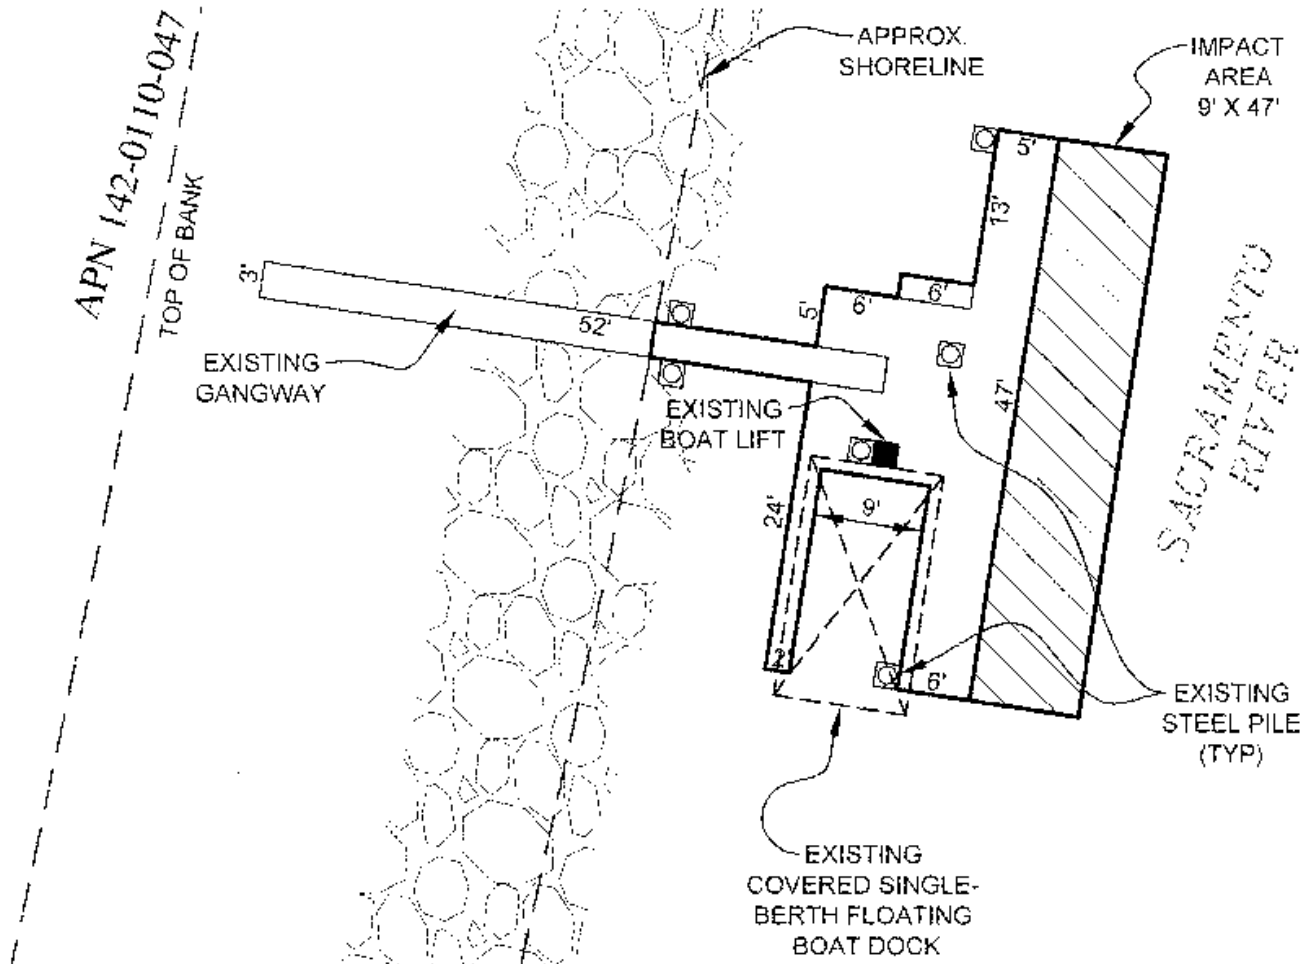 APN 142-0110-047
TOP OF BANK
APPROX.
SHORELINE
IMPACT
AREA
9' X 47'
5'
13'
3'
52'
5'
6'
6'
EXISTING
GANGWAY
47'
SACRAMENTO
RIVER
EXISTING
BOAT LIFT
24'
9'
2'
6'
EXISTING
STEEL PILE
(TYP)
EXISTING
COVERED SINGLE-
BERTH FLOATING
BOAT DOCK